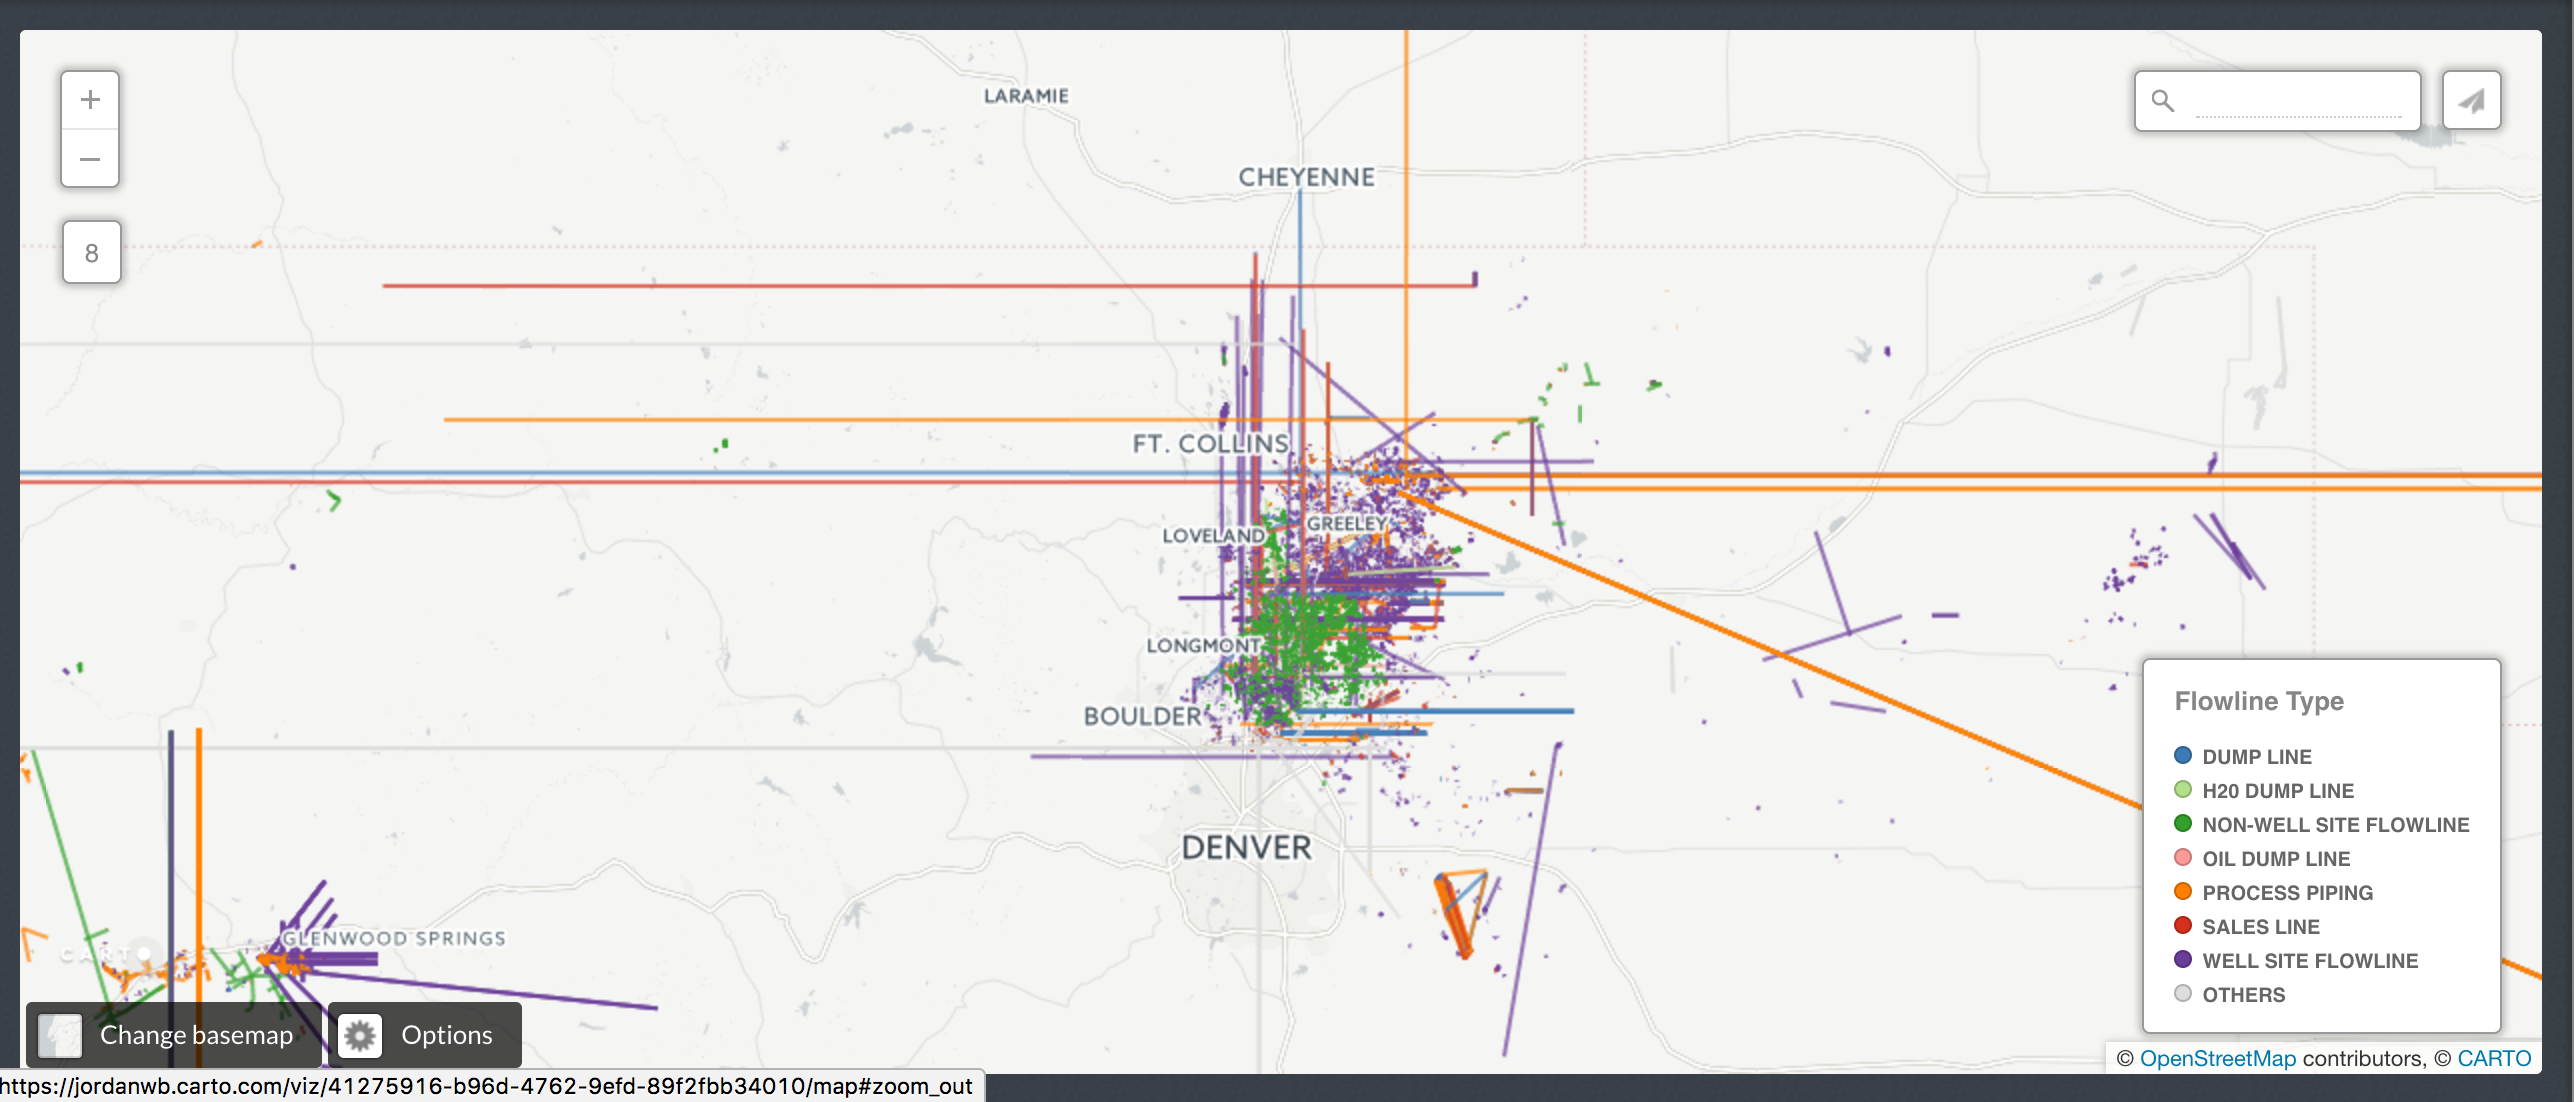 +
−
8
LARAMIE
CHEYENNE
FT. COLLINS
GREELEY
LOVELAND
LONGMONT
BOULDER
DENVER
GLENWOOD SPRINGS
CARTO
Flowline Type
DUMP LINE
H20 DUMP LINE
NON-WELL SITE FLOWLINE
OIL DUMP LINE
PROCESS PIPING
SALES LINE
WELL SITE FLOWLINE
OTHERS
Change basemap
Options
© OpenStreetMap contributors, © CARTO
https://jordanwb.carto.com/viz/41275916-b96d-4762-9efd-89f2fbb34010/map#zoom_out